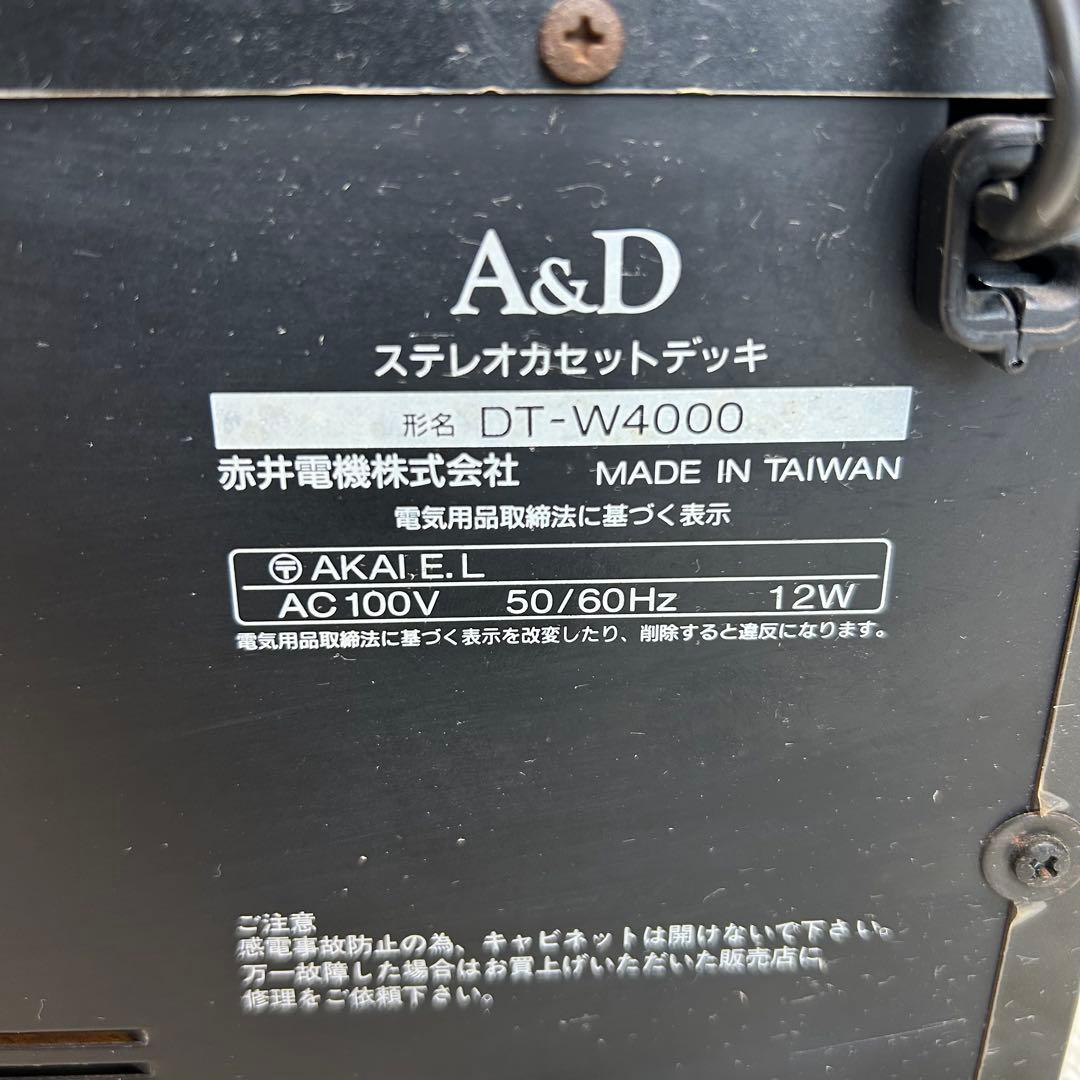 A&D
ステレオカセットデッキ
形名 DT-W4000
赤井電機株式会社 MADE IN TAIWAN
電気用品取締法に基づく表示
〒 AKAI.E.L
AC 100V 50/60Hz 12W
電気用品取締法に基づく表示を改変したり、削除すると違反になります。
ご注意
感電事故防止の為、キャビネットは開けないで下さい。
万一故障した場合はお買上げいただいた販売店に
修理をご依頼下さい。